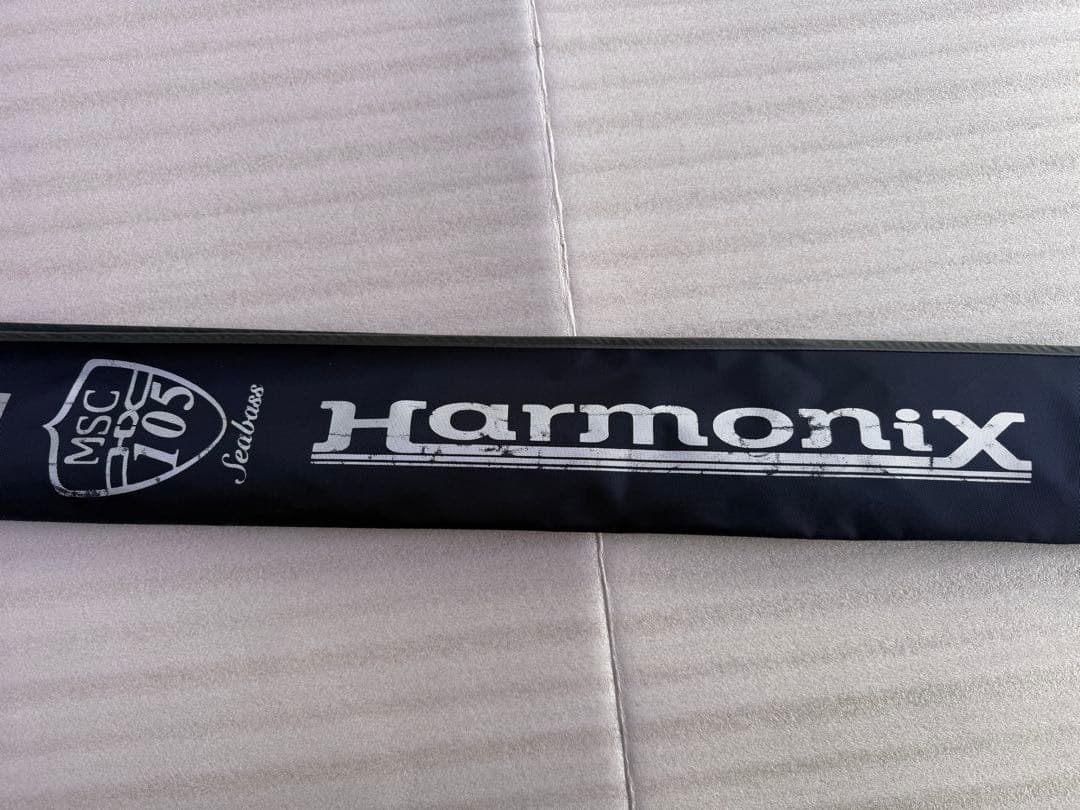 MSC
105
Seabass
HarmoniX